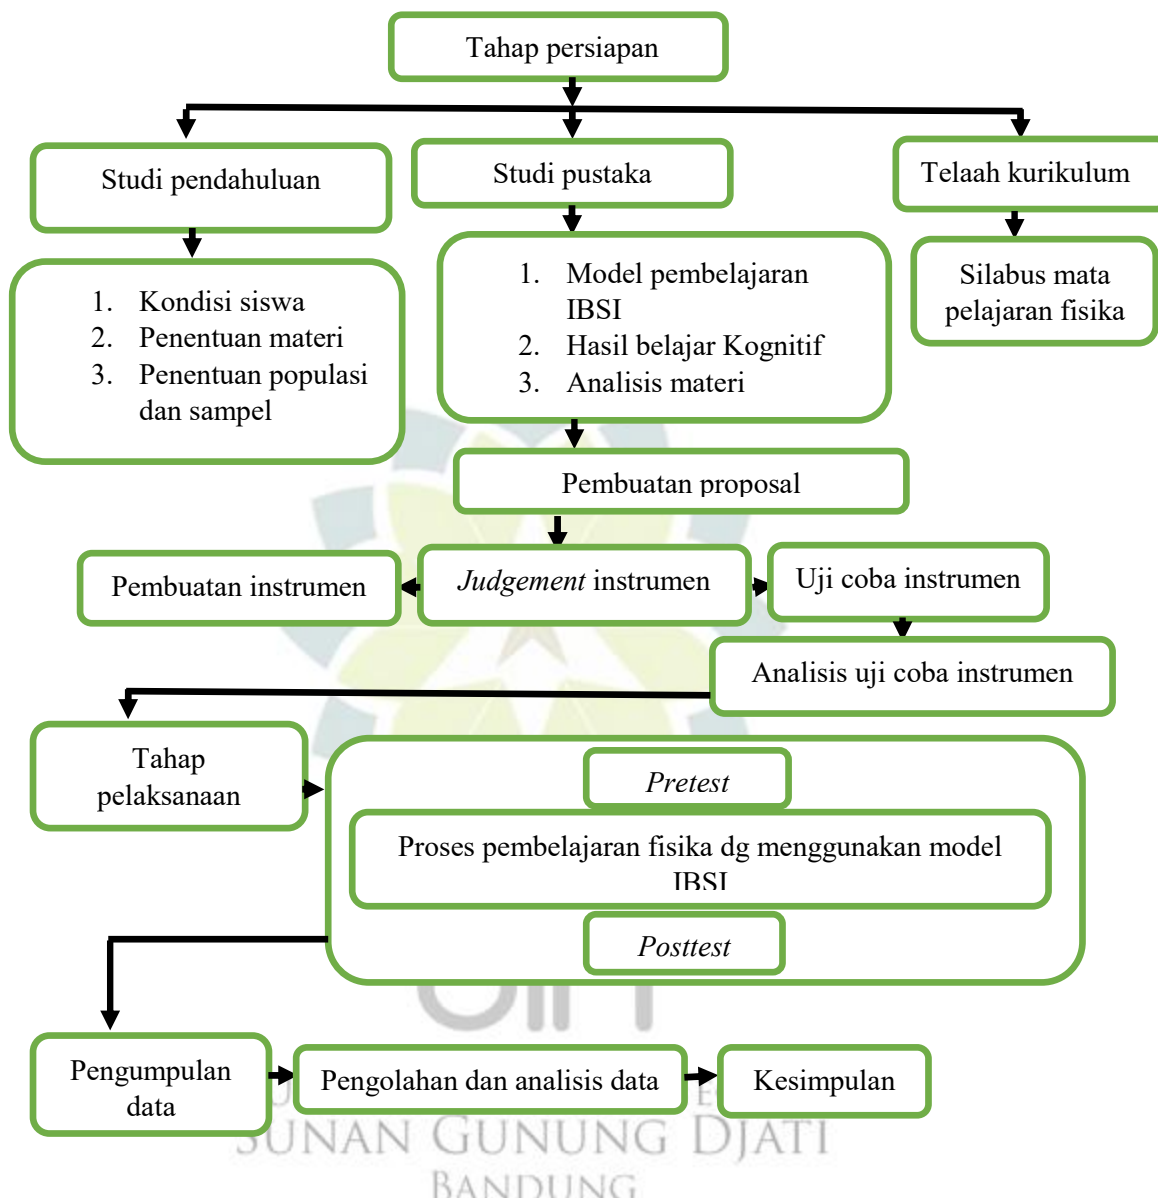 Tahap persiapan
Studi pendahuluan
Studi pustaka
Telaah kurikulum
1. Kondisi siswa
2. Penentuan materi
3. Penentuan populasi
dan sampel
1. Model pembelajaran
IBSI
2. Hasil belajar Kognitif
3. Analisis materi
Silabus mata
pelajaran fisika
Pembuatan proposal
Pembuatan instrumen
Judgement instrumen
Uji coba instrumen
Analisis uji coba instrumen
Tahap
pelaksanaan
Pretest
Proses pembelajaran fisika dg menggunakan model
IBSI
Posttest
Pengumpulan
data
Pengolahan dan analisis data
Kesimpulan
SUNAN GUNUNG DJATI
BANDUNG